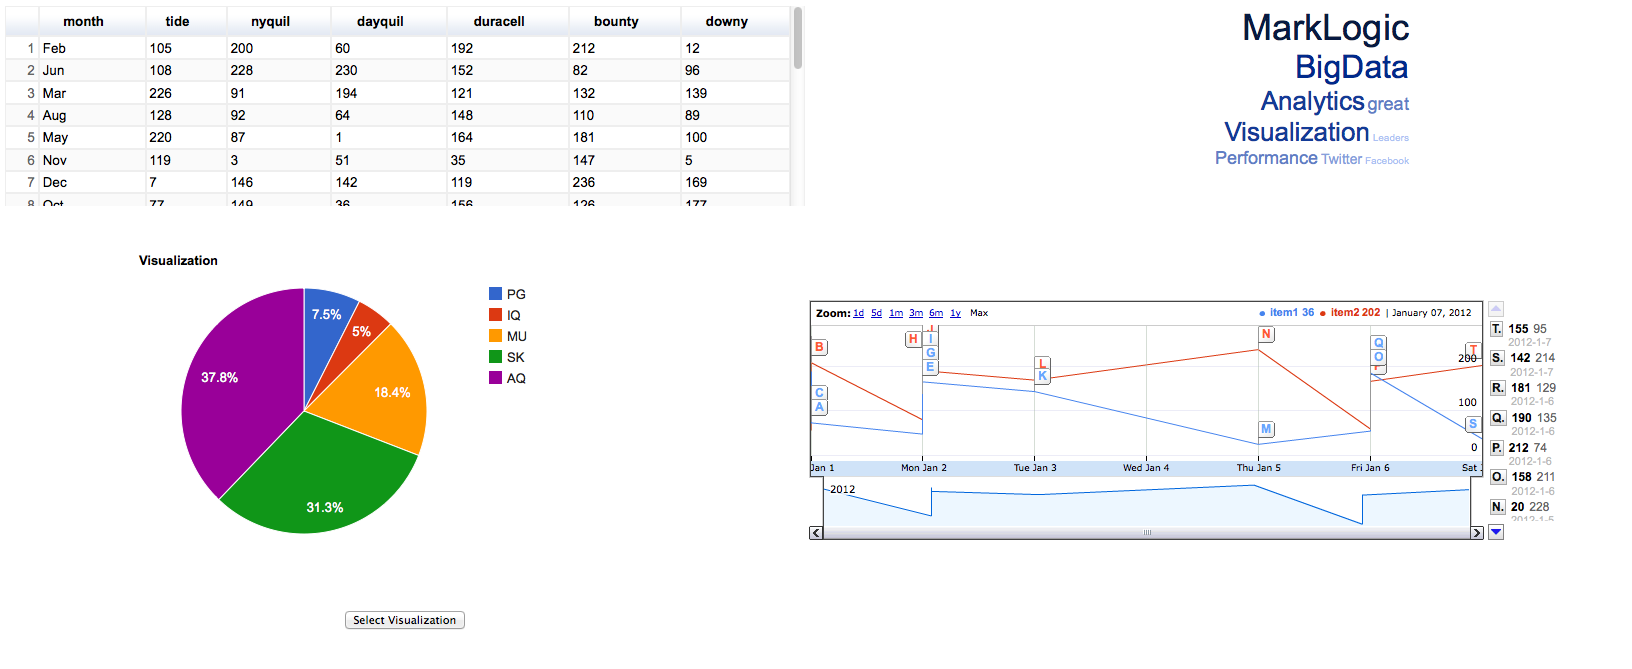 month tide nyquil dayquil duracell bounty downy
1 Feb 105 200 60 192 212 12
2 Jun 108 228 230 152 82 96
3 Mar 226 91 194 121 132 139
4 Aug 128 92 64 148 110 89
5 May 220 87 1 164 181 100
6 Nov 119 3 51 35 147 5
7 Dec 7 146 142 119 236 169
8 Oct 77 149 36 156 126 177
MarkLogic
BigData
Analytics great
Visualization Leaders
Performance Twitter Facebook
Visualization
7.5%
5%
18.4%
31.3%
37.8%
PG
IQ
MU
SK
AQ
Select Visualization
Zoom: 1d 5d 1m 3m 6m 1y Max
item1 36 item2 202 | January 07, 2012
B
C
A
H
I
G
E
L
K
N
M
Q
O
T
S
200
100
0
Jan 1 Mon Jan 2 Tue Jan 3 Wed Jan 4 Thu Jan 5 Fri Jan 6 Sat
2012
T. 155 95
2012-1-7
S. 142 214
2012-1-7
R. 181 129
2012-1-6
Q. 190 135
2012-1-6
P. 212 74
2012-1-6
O. 158 211
2012-1-6
N. 20 228
2012-1-5